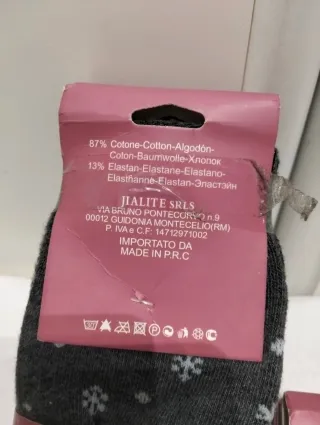 87% Cotone-Cotton-Algodón-
Coton-Baumwolle-Хлопок
13% Elastan-Elastane-Elastano-
Elasthanne-Elastan-Эластэйн
JIALITE SRLS
VIA BRUNO PONTECORVO n.9
00012 GUIDONIA MONTECELIO(RM)
P. IVA e C.F: 14712971002
IMPORTATO DA
MADE IN P.R.C